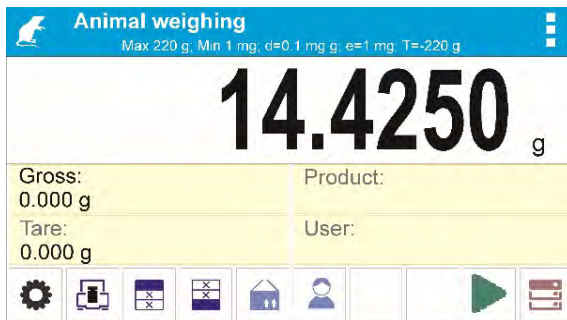 Animal weighing
Max 220 g; Min 1 mg; d=0.1 mg g; e=1 mg; T=-220 g
14.4250 g
Gross:
0.000 g
Product:
Tare:
0.000 g
User: